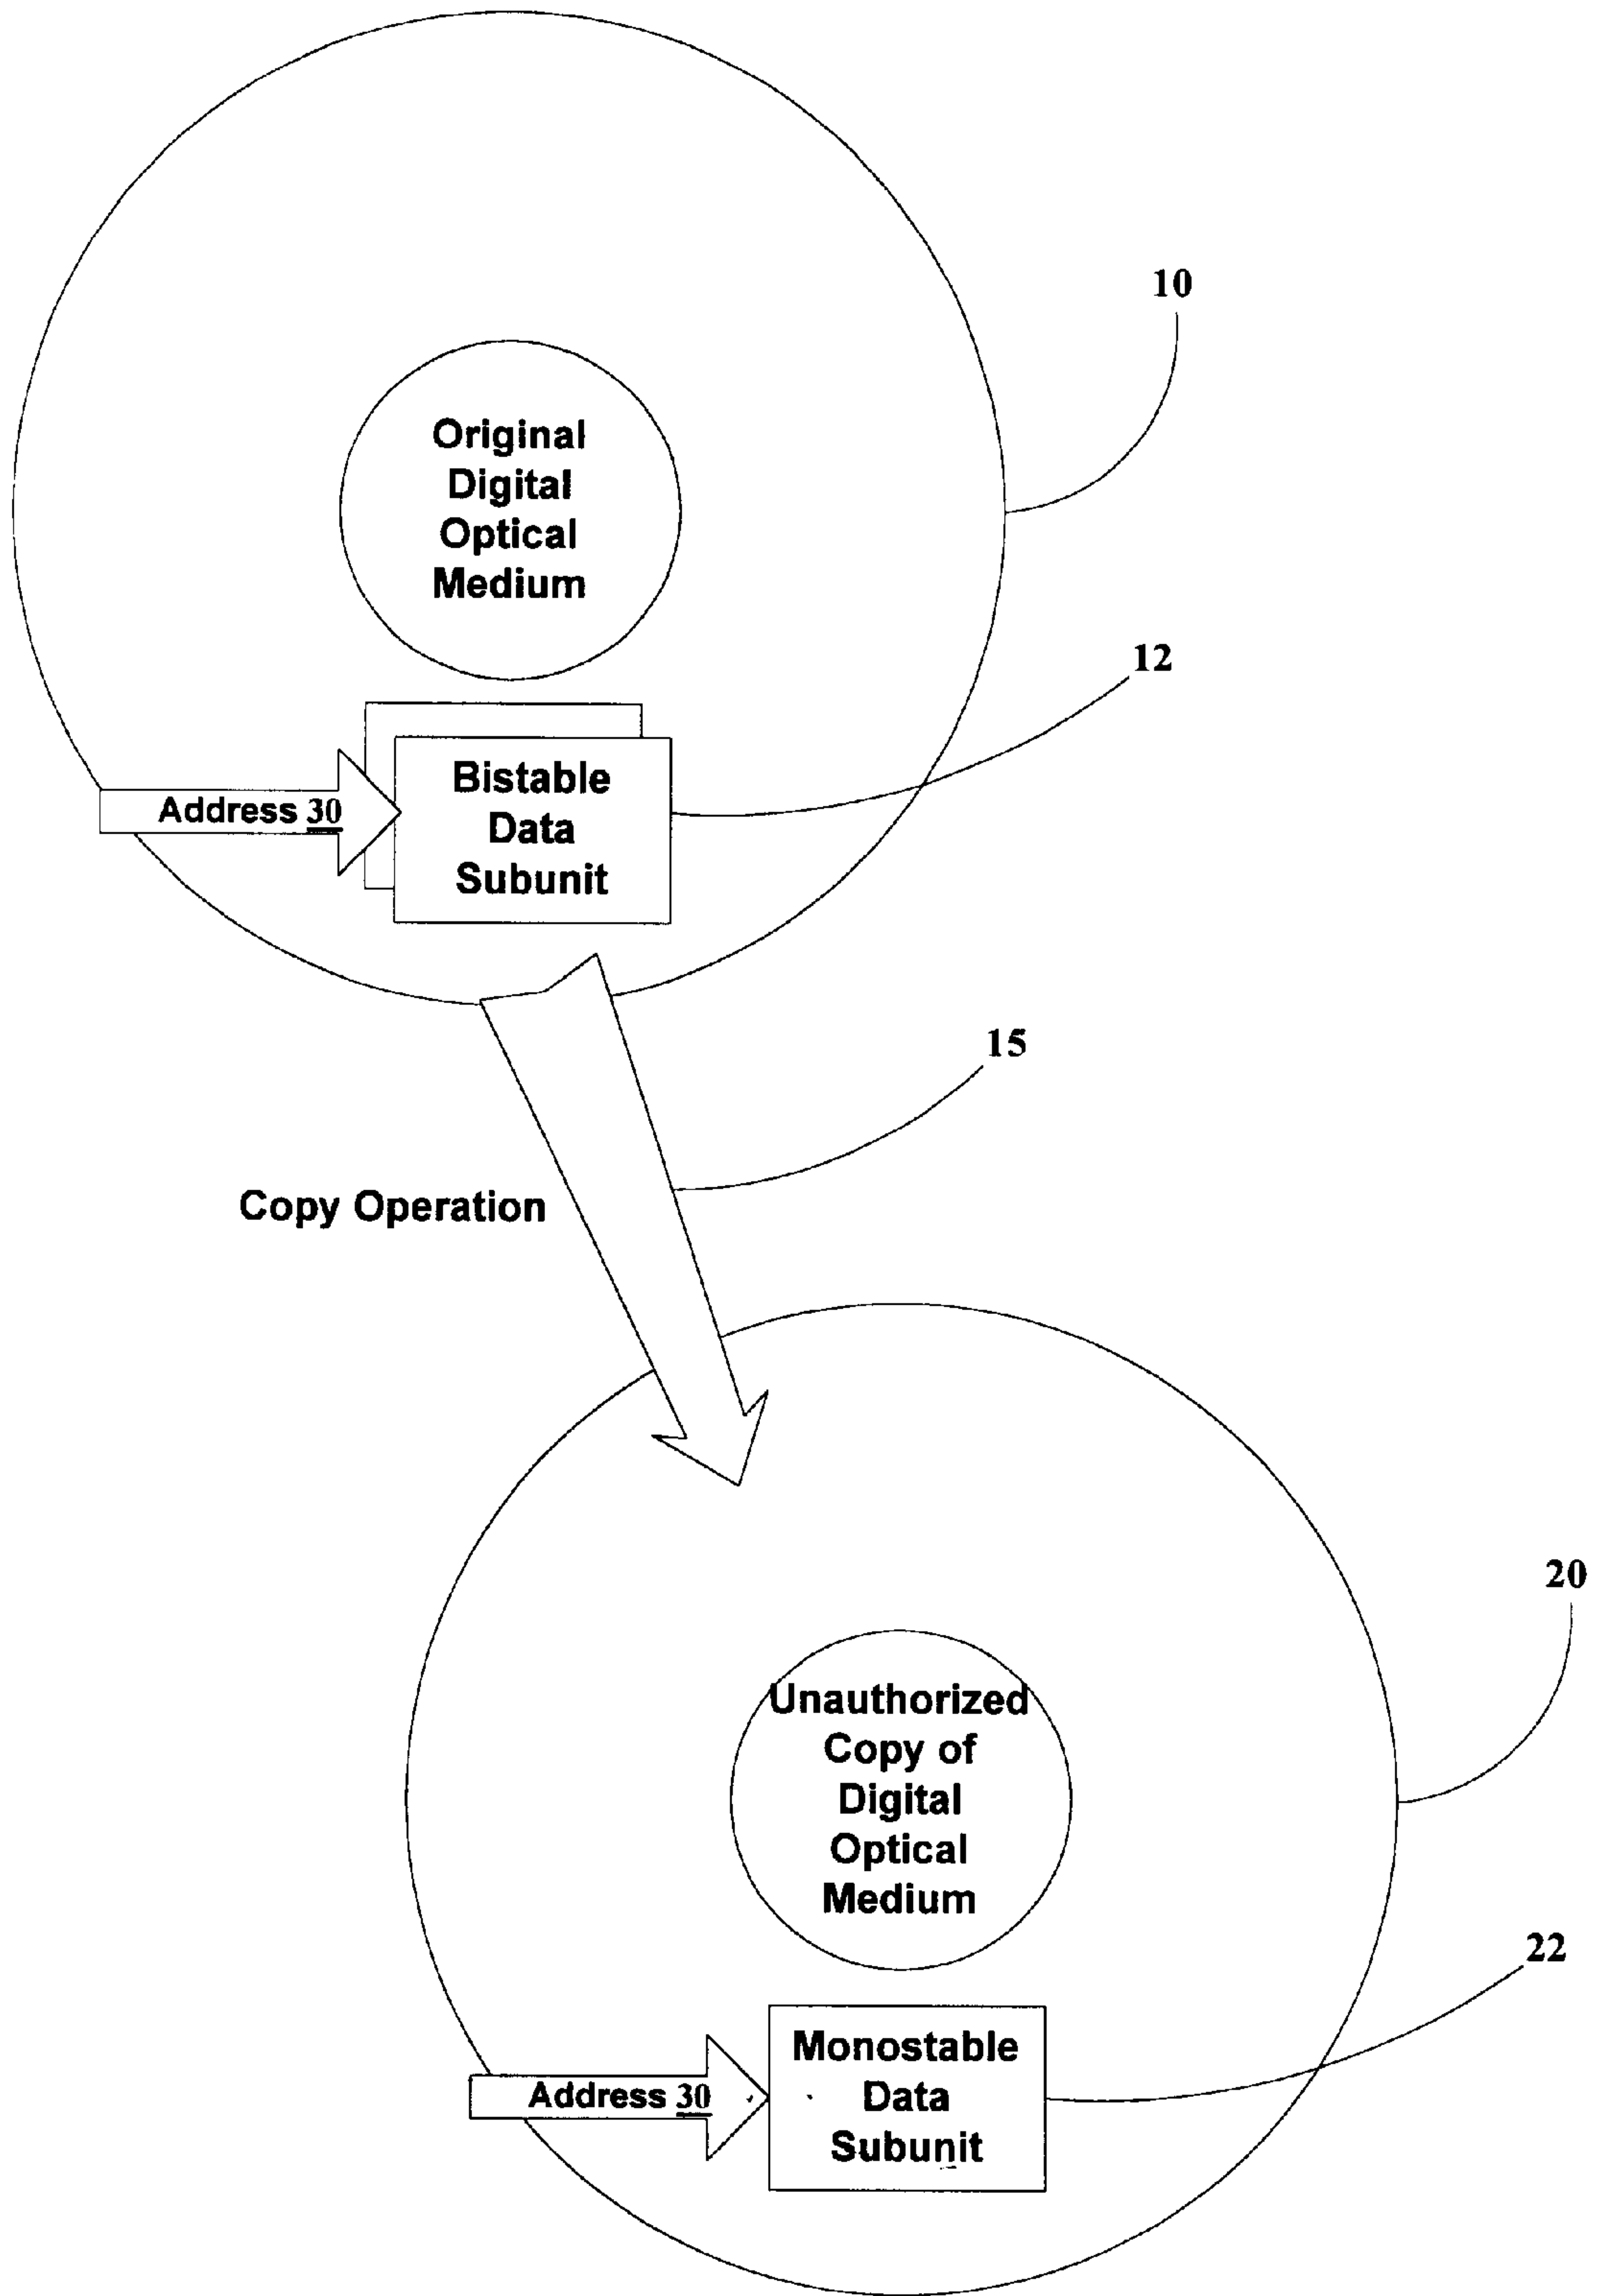 10
Original
Digital
Optical
Medium
12
Bistable
Data
Subunit
Address 30
15
Copy Operation
20
Unauthorized
Copy of
Digital
Optical
Medium
22
Monostable
Data
Subunit
Address 30